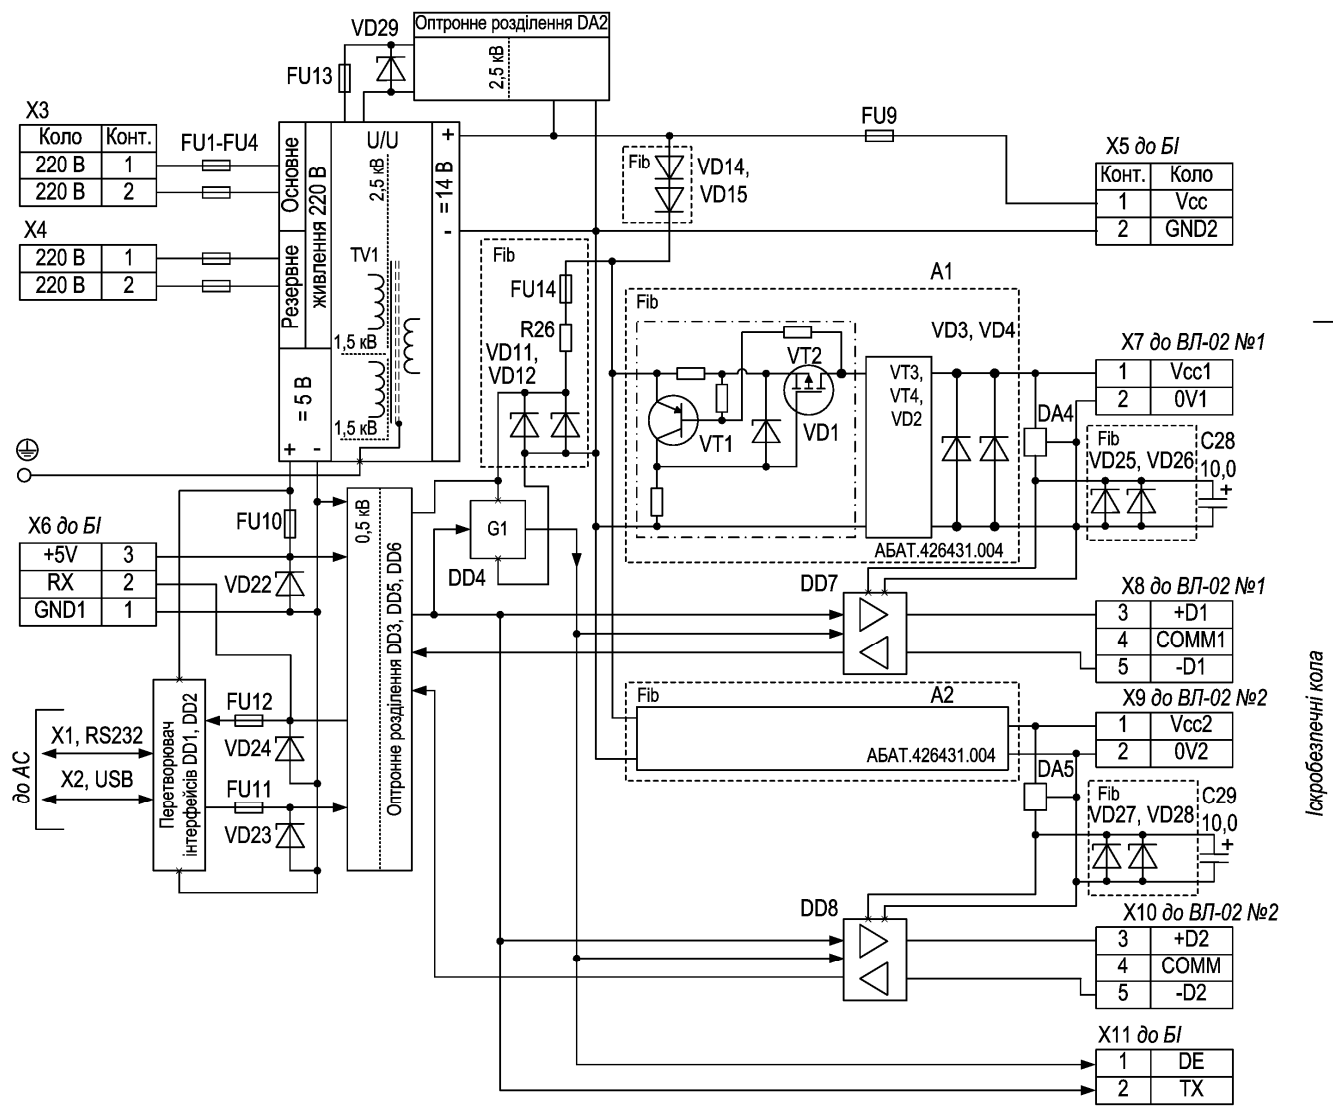 Оптронне розділення DA2
2,5 кВ
VD29
FU13
X3
Коло Конт.
220 В 1
220 В 2
FU1-FU4
X4
220 В 1
220 В 2
Основне
Резервне
живлення 220 В
U/U
2,5 кВ
TV1
1,5 кВ
1,5 кВ
+
= 14 В
-
= 5 В
+ -
FU9
Fib
VD14,
VD15
X5 до БІ
Конт. Коло
1 Vcc
2 GND2
Fib
FU14
R26
VD11,
VD12
A1
Fib
VT2
VT1
VD1
VT3,
VT4,
VD2
VD3, VD4
АБАТ.426431.004
X7 до ВЛ-02 №1
1 Vcc1
2 0V1
DA4
Fib
VD25, VD26
C28
10,0
+
X6 до БІ
+5V 3
RX 2
GND1 1
FU10
VD22
0,5 кВ
Оптронне розділення DD3, DD5, DD6
G1
DD4
DD7
X8 до ВЛ-02 №1
3 +D1
4 COMM1
5 -D1
Fib
A2
АБАТ.426431.004
X9 до ВЛ-02 №2
1 Vcc2
2 0V2
DA5
Fib
VD27, VD28
C29
10,0
+
до АС
X1, RS232
X2, USB
Перетворювач
інтерфейсів DD1, DD2
FU12
VD24
FU11
VD23
DD8
X10 до ВЛ-02 №2
3 +D2
4 COMM
5 -D2
X11 до БІ
1 DE
2 TX
Іскробезпечні кола